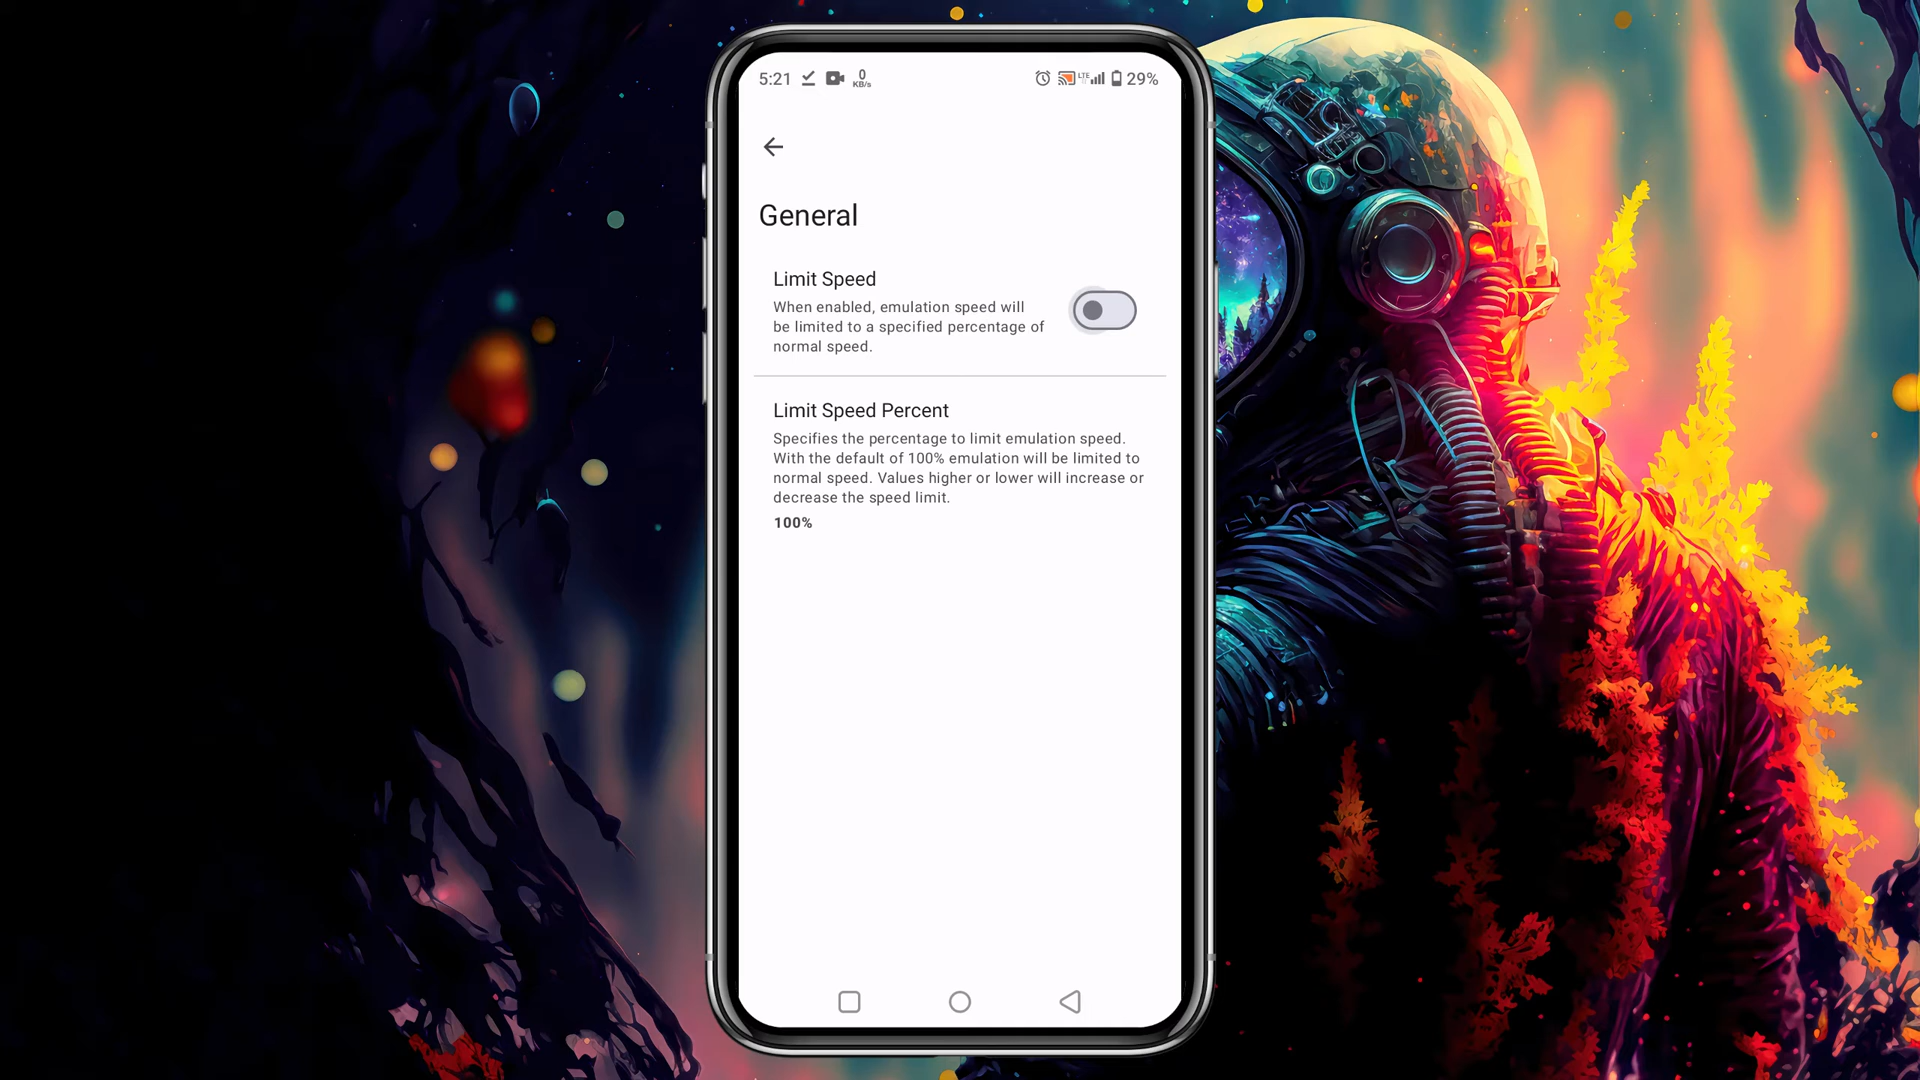 5:21 0 KB/s LTE 29%
General
Limit Speed
When enabled, emulation speed will
be limited to a specified percentage of
normal speed.
Limit Speed Percent
Specifies the percentage to limit emulation speed.
With the default of 100% emulation will be limited to
normal speed. Values higher or lower will increase or
decrease the speed limit.
100%